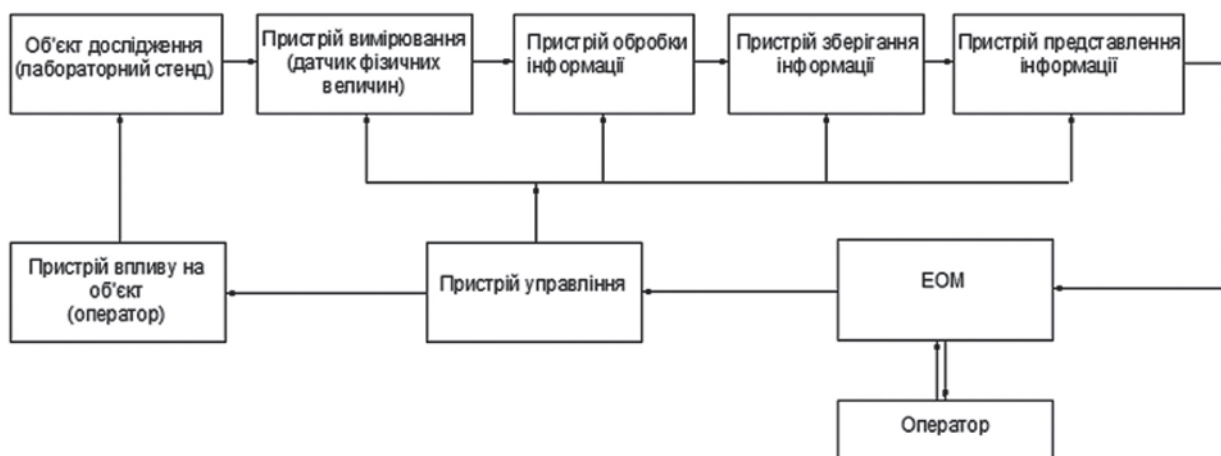 Об'єкт дослідження
(лабораторний стенд)
Пристрій вимірювання
(датчик фізичних
величин)
Пристрій обробки
інформації
Пристрій зберігання
інформації
Пристрій представлення
інформації
Пристрій впливу на
об'єкт
(оператор)
Пристрій управління
ЕОМ
Оператор